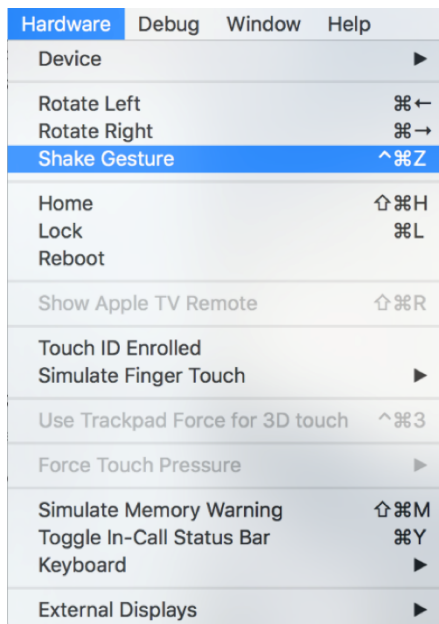 Hardware Debug Window Help
Device ▶
Rotate Left ⌘←
Rotate Right ⌘→
Shake Gesture ^⌘Z
Home ⇧⌘H
Lock ⌘L
Reboot
Show Apple TV Remote ⇧⌘R
Touch ID Enrolled
Simulate Finger Touch ▶
Use Trackpad Force for 3D touch ^⌘3
Force Touch Pressure ▶
Simulate Memory Warning ⇧⌘M
Toggle In-Call Status Bar ⌘Y
Keyboard ▶
External Displays ▶